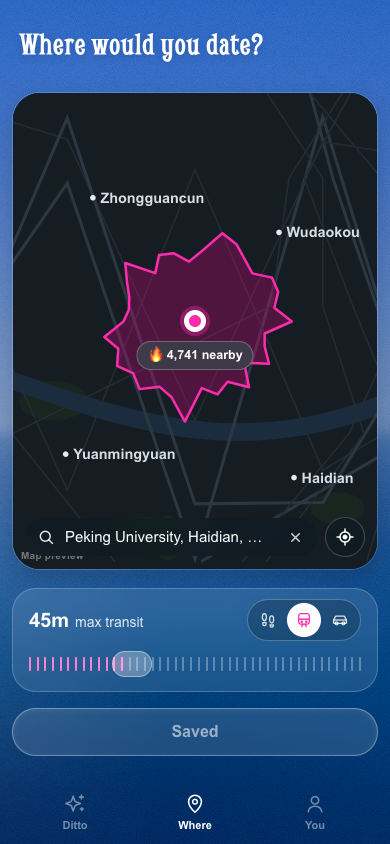 Where would you date?
Zhongguancun
Wudaokou
🔥 4,741 nearby
Yuanmingyuan
Haidian
Peking University, Haidian, ...
Map preview
45m max transit
Saved
Ditto
Where
You